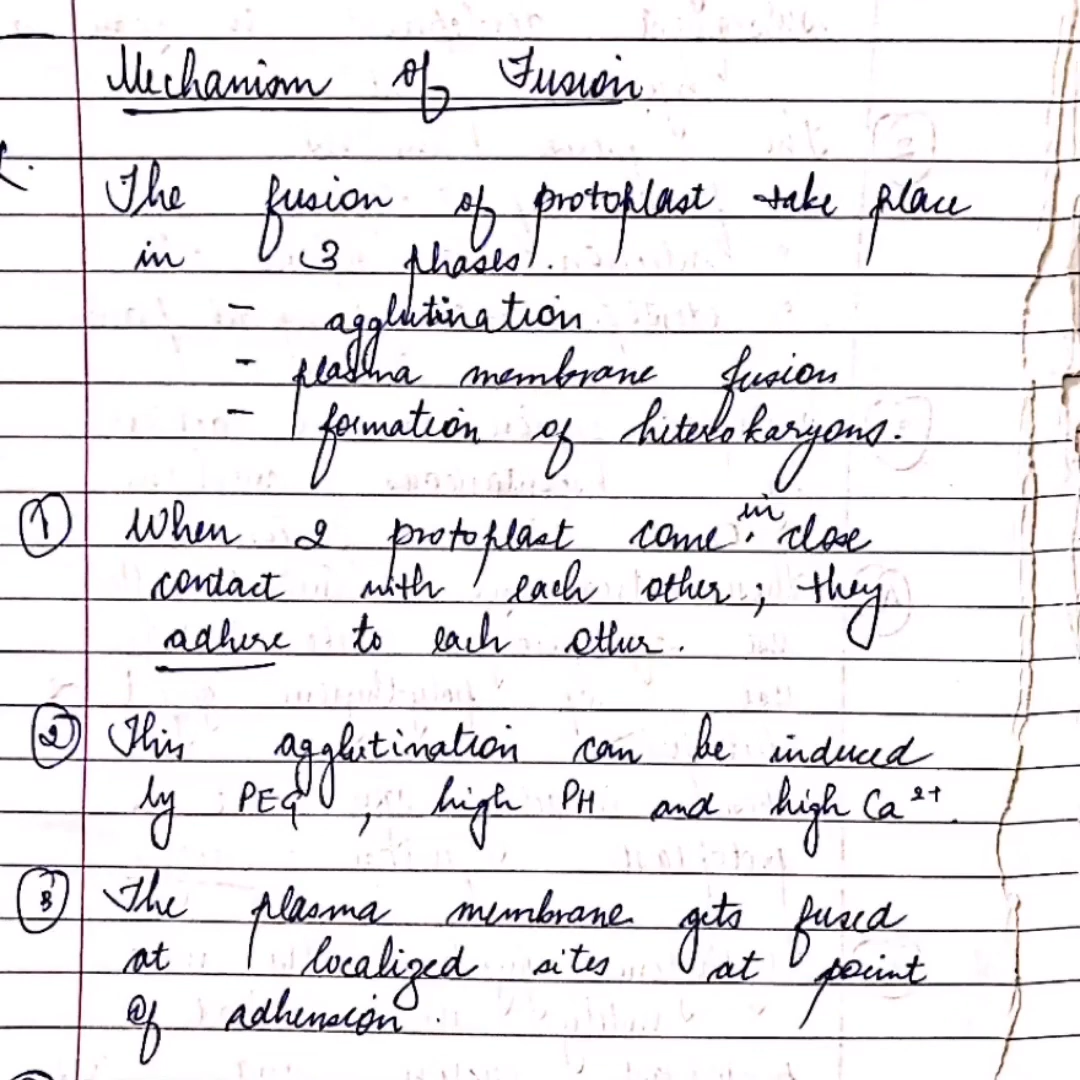 Mechanism of Fusion
The fusion of protoplast take place
in 3 phases.
- agglutination
- plasma membrane fusion
- formation of hiterokaryons.
① When 2 protoplast come in close
contact with each other; they
adhere to each other.
② This agglutination can be induced
by PEG, high PH and high Ca²⁺.
③ The plasma membrane gets fused
at localized sites at point
of adhension.